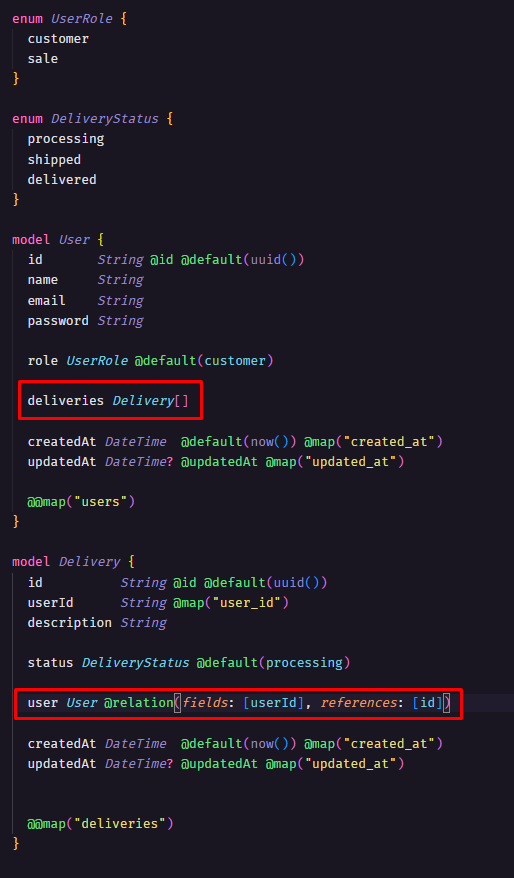 enum UserRole {
customer
sale
}
enum DeliveryStatus {
processing
shipped
delivered
}
model User {
id String @id @default(uuid())
name String
email String
password String
role UserRole @default(customer)
deliveries Delivery[]
createdAt DateTime @default(now()) @map("created_at")
updatedAt DateTime? @updatedAt @map("updated_at")
@@map("users")
}
model Delivery {
id String @id @default(uuid())
userId String @map("user_id")
description String
status DeliveryStatus @default(processing)
user User @relation(fields: [userId], references: [id])
createdAt DateTime @default(now()) @map("created_at")
updatedAt DateTime? @updatedAt @map("updated_at")
@@map("deliveries")
}